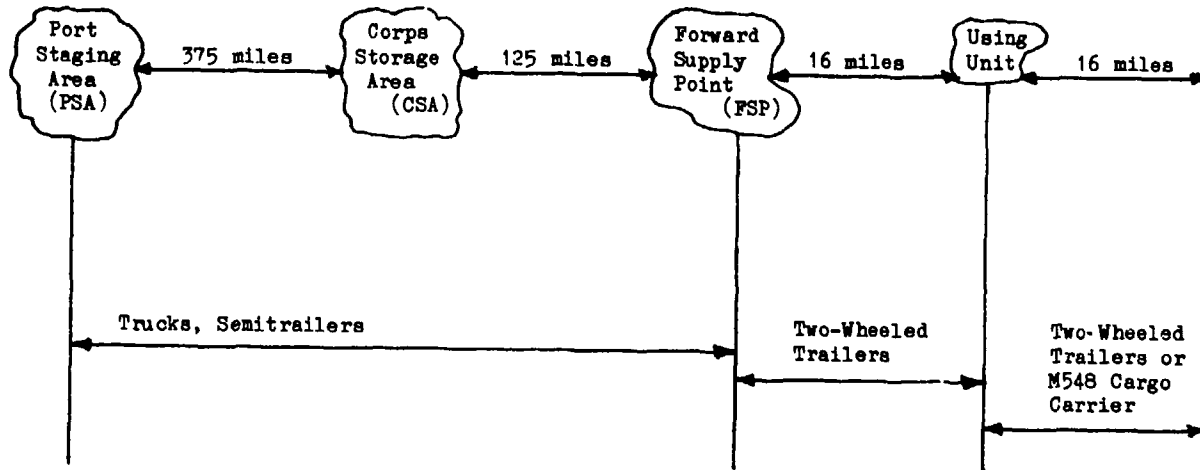 Port
Staging
Area
(PSA)
375 miles
Corps
Storage
Area
(CSA)
125 miles
Forward
Supply
Point
(FSP)
16 miles
Using
Unit
16 miles
Trucks, Semitrailers
Two-Wheeled
Trailers
Two-Wheeled
Trailers or
M548 Cargo
Carrier